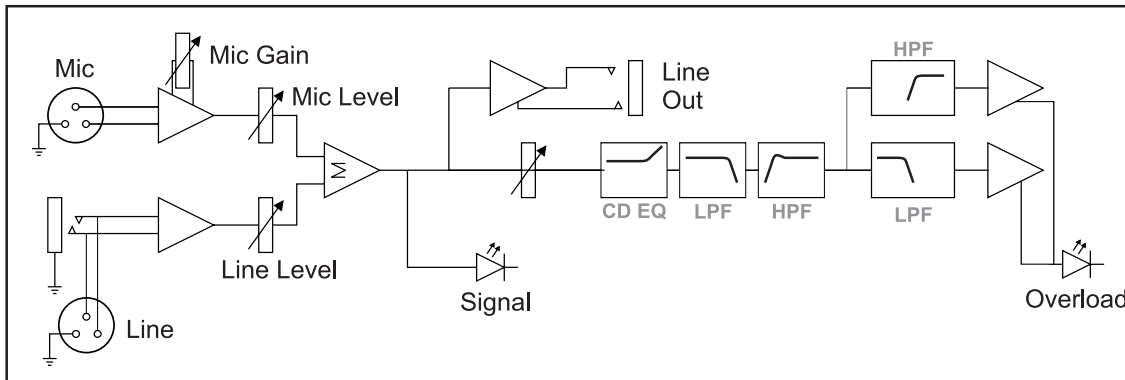 HPF
Mic Gain
Mic
Line
Out
Mic Level
M
CD EQ
LPF
HPF
LPF
Line Level
Signal
Overload
Line